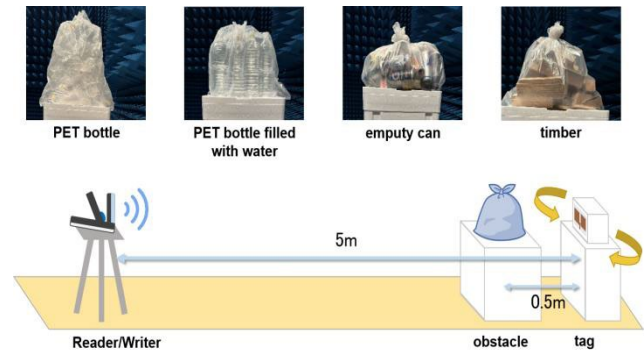 PET bottle
PET bottle filled
with water
emputy can
timber
5m
0.5m
Reader/Writer
obstacle
tag